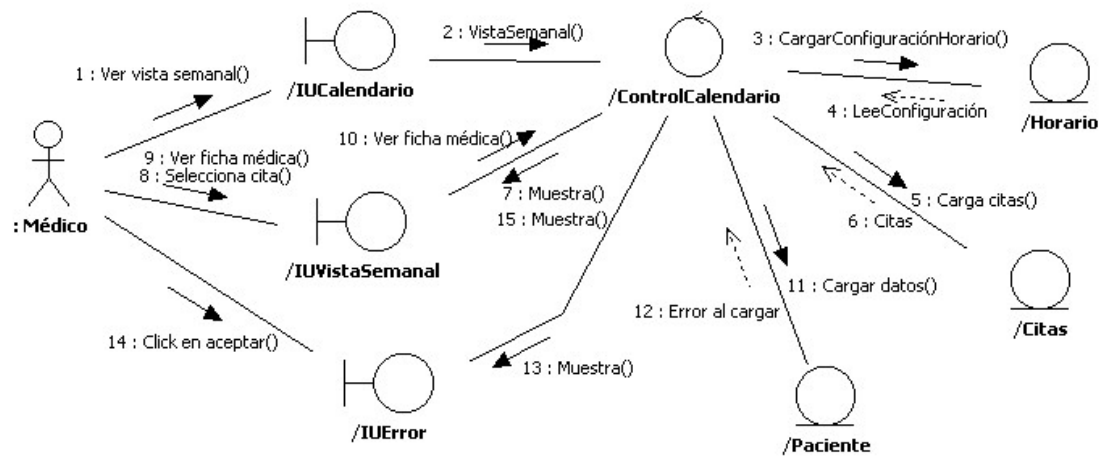 2 : VistaSemanal()
3 : CargarConfiguraciónHorario()
1 : Ver vista semanal()
/IUCalendario
/ControlCalendario
4 : LeeConfiguración
/Horario
10 : Ver ficha médica()
9 : Ver ficha médica()
8 : Selecciona cita()
: Médico
7 : Muestra()
15 : Muestra()
5 : Carga citas()
6 : Citas
/IUVistaSemanal
11 : Cargar datos()
12 : Error al cargar
/Citas
14 : Click en aceptar()
13 : Muestra()
/IUError
/Paciente